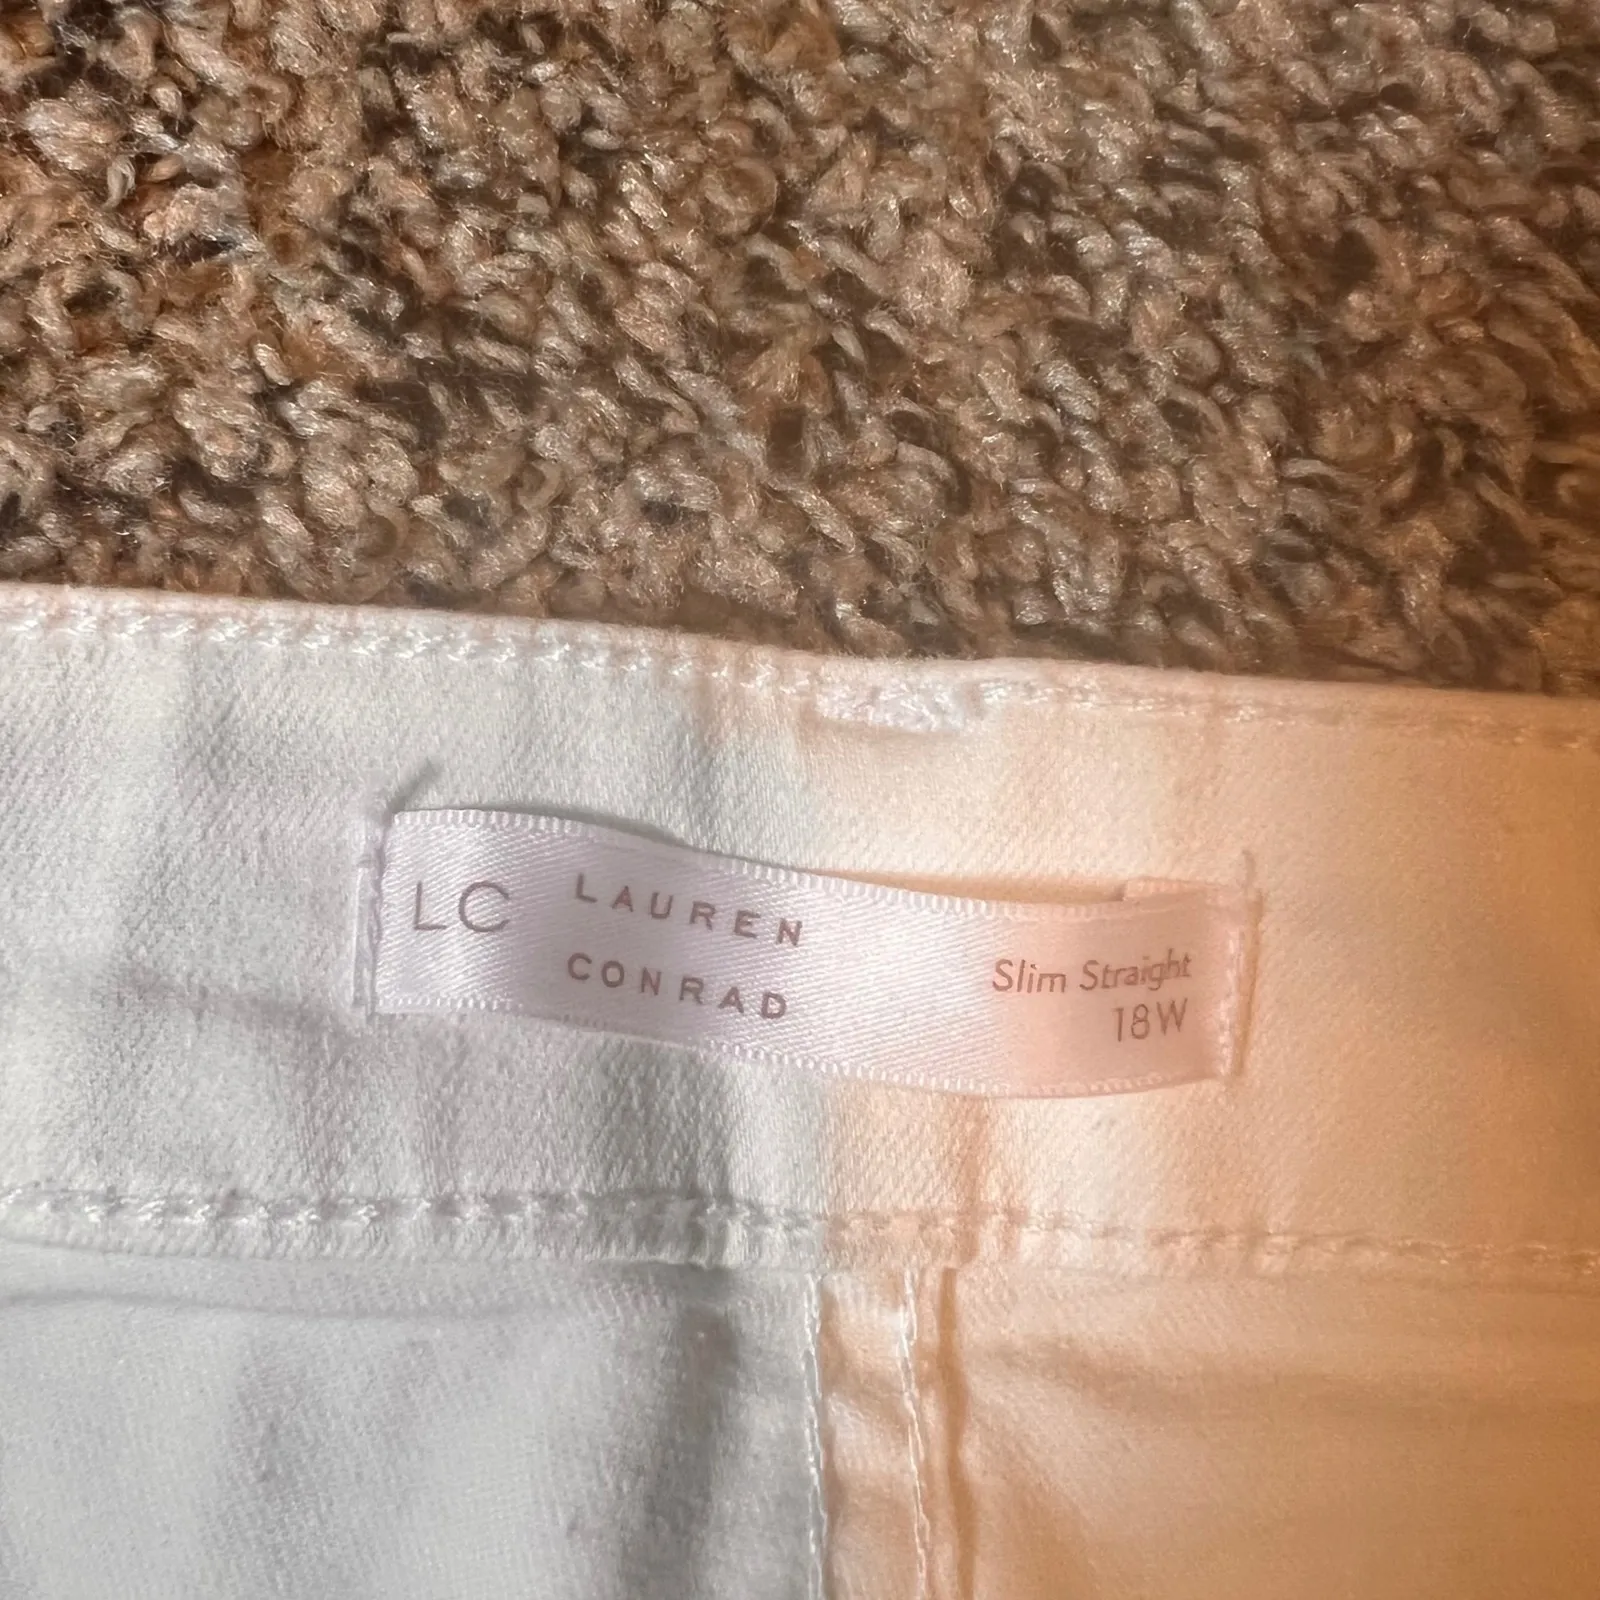 LC LAUREN
CONRAD
Slim Straight
18W